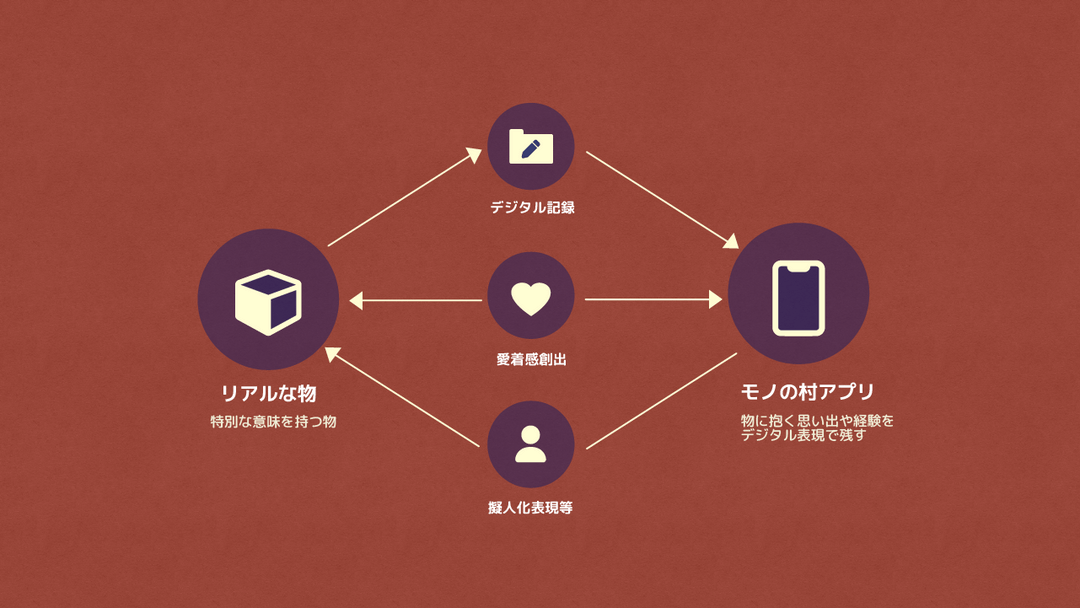 デジタル記録
愛着感創出
リアルな物
特別な意味を持つ物
モノの村アプリ
物に抱く思い出や経験を
デジタル表現で残す
擬人化表現等